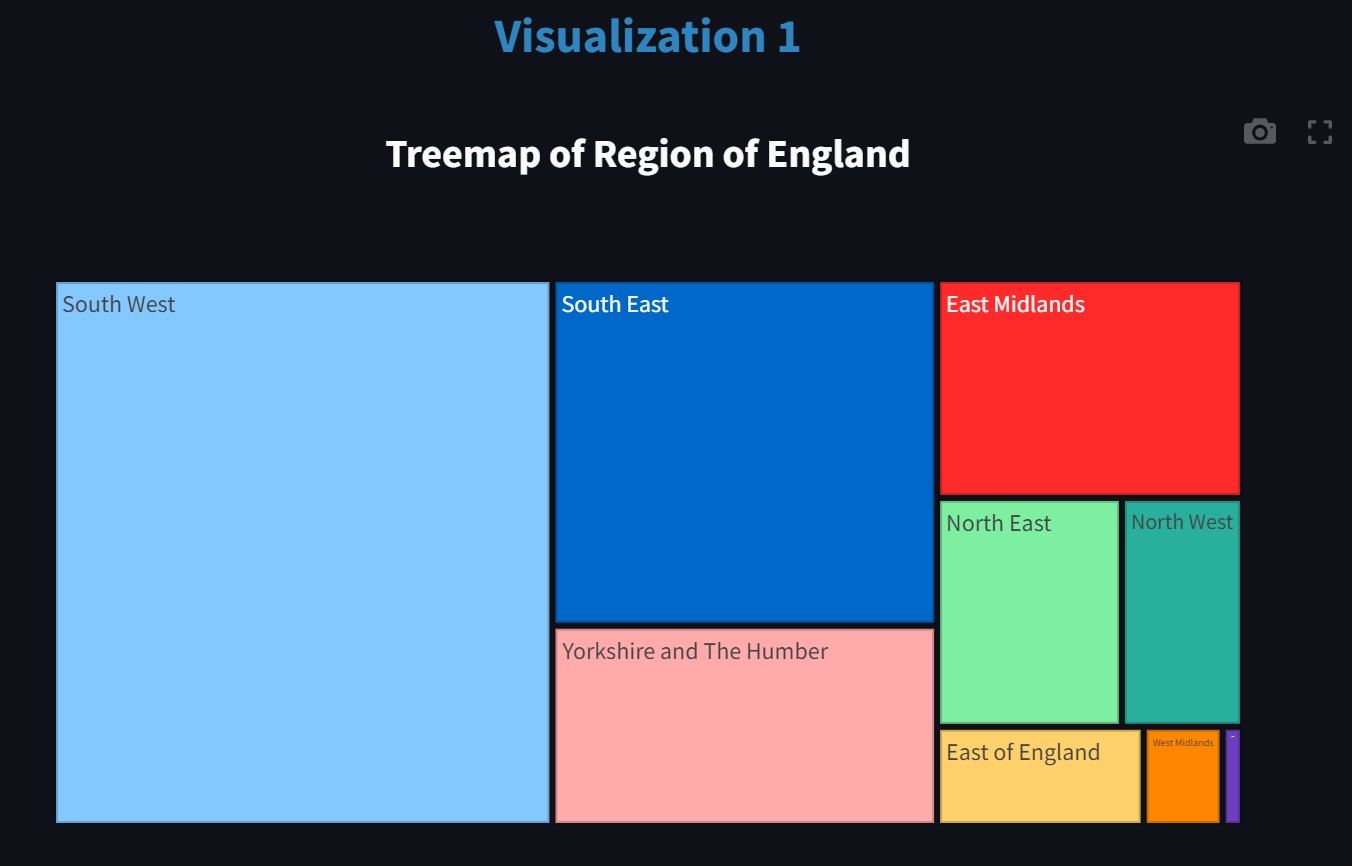 Visualization 1
Treemap of Region of England
South West
South East
East Midlands
North East
North West
Yorkshire and The Humber
East of England
West Midlands